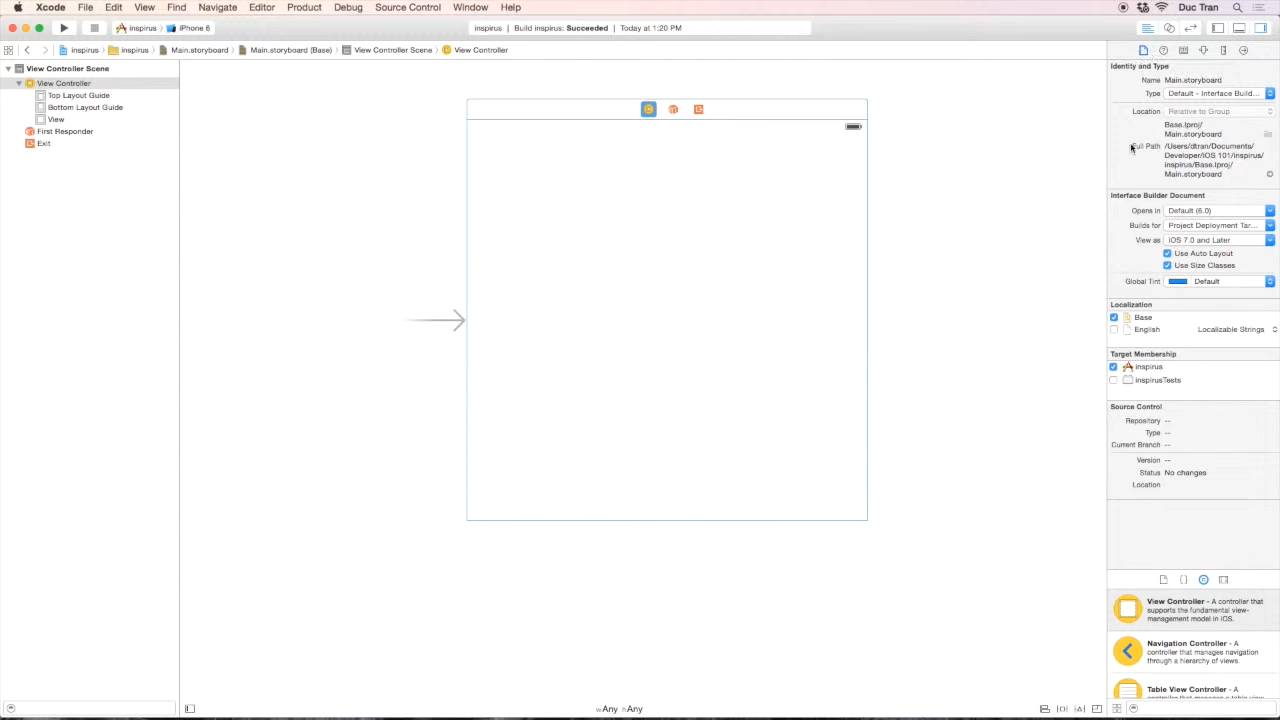 Xcode File Edit View Find Navigate Editor Product Debug Source Control Window Help Duc Tran
inspirus iPhone 6 inspirus | Build inspirus: Succeeded | Today at 1:20 PM
inspirus inspirus Main.storyboard Main.storyboard (Base) View Controller Scene View Controller
View Controller Scene
View Controller
Top Layout Guide
Bottom Layout Guide
View
First Responder
Exit
Identity and Type
Name Main.storyboard
Type Default - Interface Build...
Location Relative to Group
Base.lproj/
Main.storyboard
Full Path /Users/dtran/Documents/
Developer/iOS 101/inspirus/
inspirus/Base.lproj/
Main.storyboard
Interface Builder Document
Opens in Default (6.0)
Builds for Project Deployment Tar...
View as iOS 7.0 and Later
Use Auto Layout
Use Size Classes
Global Tint Default
Localization
Base
English Localizable Strings
Target Membership
inspirus
inspirusTests
Source Control
Repository --
Type --
Current Branch --
Version --
Status No changes
Location
View Controller - A controller that
supports the fundamental view-
management model in iOS.
Navigation Controller - A
controller that manages navigation
through a hierarchy of views.
Table View Controller - A
wAny hAny